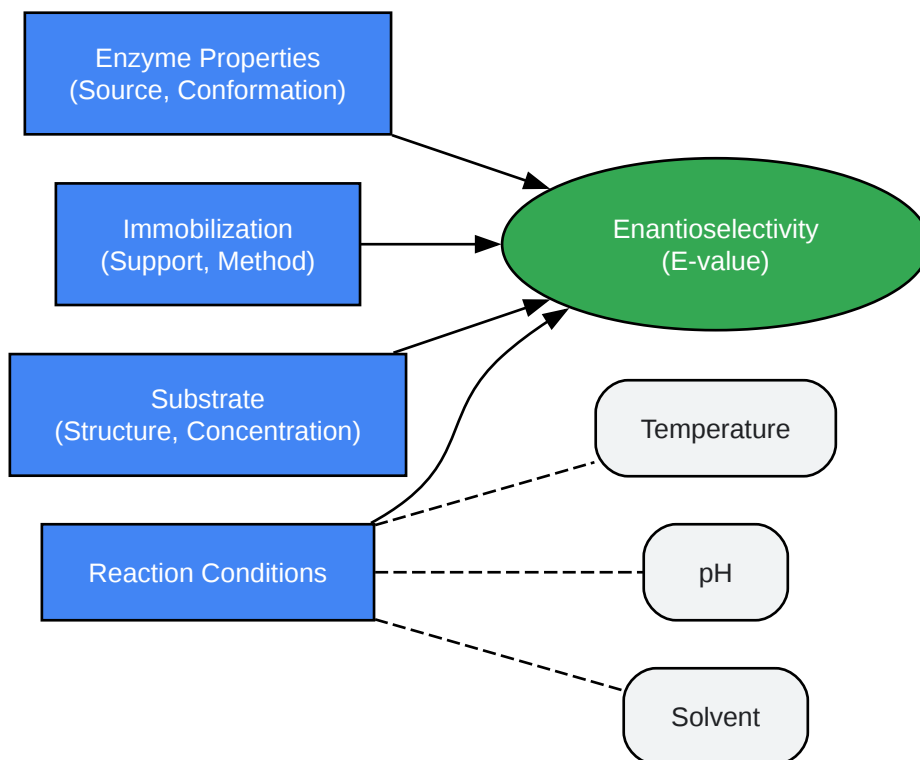 Enzyme Properties
(Source, Conformation)
Immobilization
(Support, Method)
Enantioselectivity
(E-value)
Substrate
(Structure, Concentration)
Temperature
Reaction Conditions
pH
Solvent